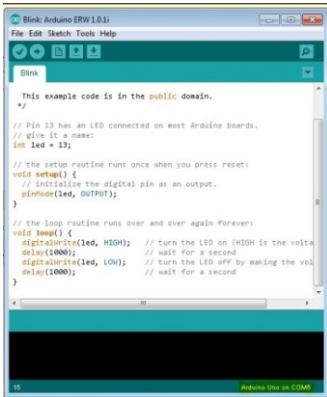 Blink: Arduino ERW 1.0.1i
File Edit Sketch Tools Help
Blink
This example code is in the public domain.
*/
// Pin 13 has an LED connected on most Arduino boards.
// give it a name:
int led = 13;
// the setup routine runs once when you press reset:
void setup() {
// initialize the digital pin as an output.
pinMode(led, OUTPUT);
}
// the loop routine runs over and over again forever:
void loop() {
digitalWrite(led, HIGH); // turn the LED on (HIGH is the volta
delay(1000); // wait for a second
digitalWrite(led, LOW); // turn the LED off by making the vol
delay(1000); // wait for a second
}
15 Arduino Uno on COM5